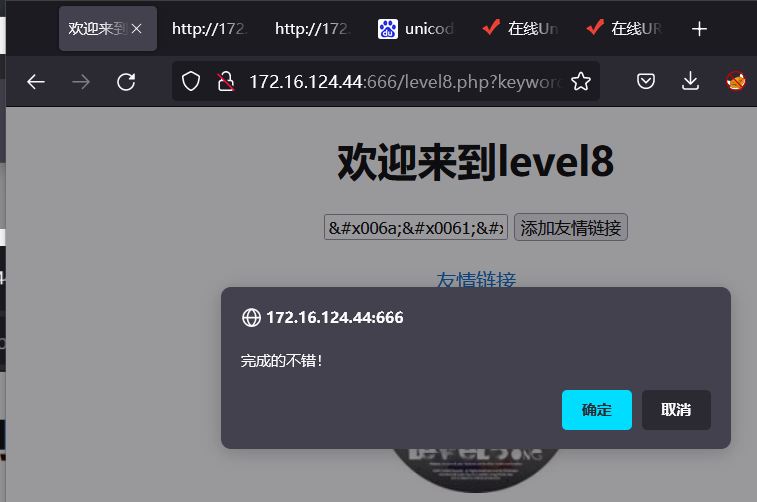 欢迎来到 http://172. http://172. unicod 在线Un 在线UR
172.16.124.44:666/level8.php?keyword
欢迎来到level8
&#x006a;&#x0061;&#x 添加友情链接
友情链接
172.16.124.44:666
完成的不错!
确定 取消